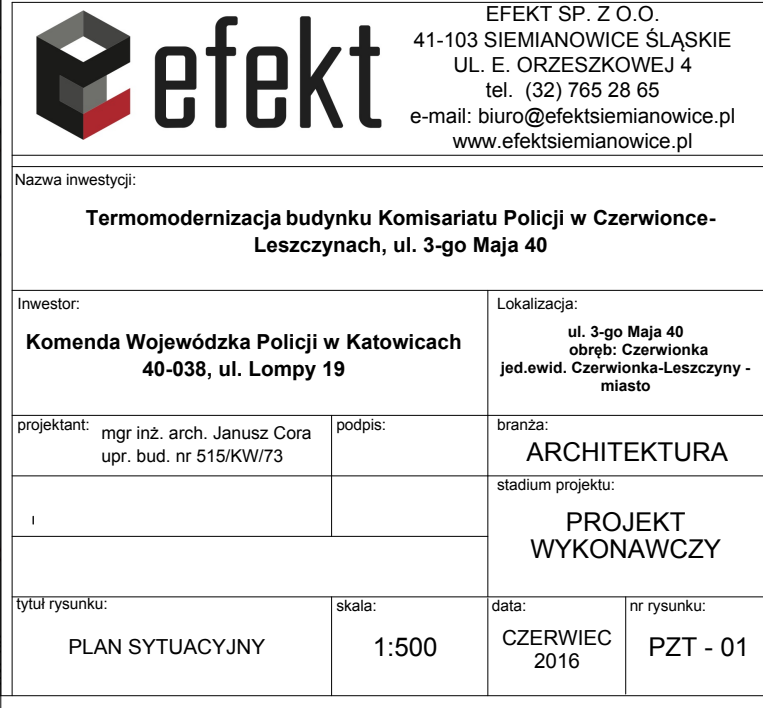 efekt
EFEKT SP. Z O.O.
41-103 SIEMIANOWICE ŚLĄSKIE
UL. E. ORZESZKOWEJ 4
tel. (32) 765 28 65
e-mail: biuro@efektsiemianowice.pl
www.efektsiemianowice.pl
Nazwa inwestycji:
Termomodernizacja budynku Komisariatu Policji w Czerwionce-
Leszczynach, ul. 3-go Maja 40
Inwestor:
Komenda Wojewódzka Policji w Katowicach
40-038, ul. Lompy 19
Lokalizacja:
ul. 3-go Maja 40
obręb: Czerwionka
jed.ewid. Czerwionka-Leszczyny -
miasto
projektant:
mgr inż. arch. Janusz Cora
upr. bud. nr 515/KW/73
podpis:
branża:
ARCHITEKTURA
stadium projektu:
PROJEKT
WYKONAWCZY
tytuł rysunku:
PLAN SYTUACYJNY
skala:
1:500
data:
CZERWIEC
2016
nr rysunku:
PZT - 01